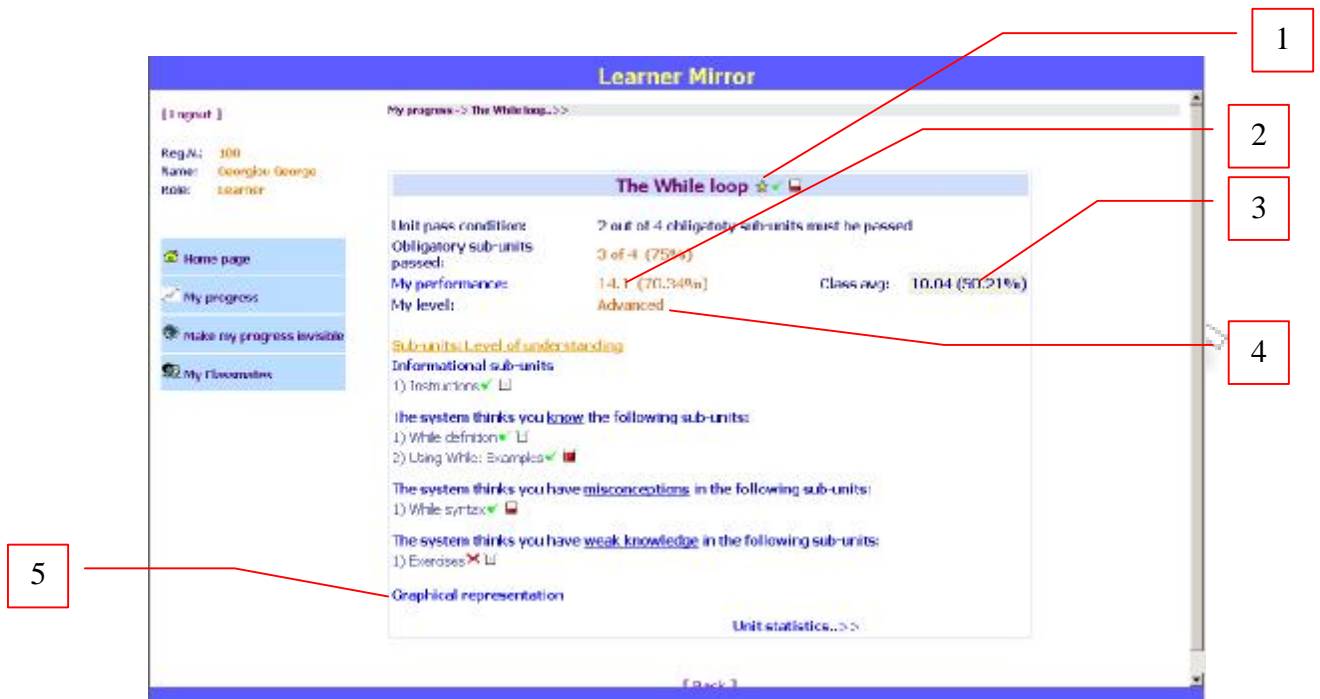 1
Learner Mirror
[ Logout ]
My progress -> The While loop..>>
2
Reg.N.: 100
Name: Georgiou George
Role: Learner
The While loop
3
Unit pass condition: 2 out of 4 obligatoty sub-units must be passed
Obligatory sub-units passed: 3 of 4 (75%)
Home page
My performance: 14.1 (70.34%) Class avg: 10.04 (50.21%)
My progress
My level: Advanced
Make my progress invisible
4
Sub-units: Level of understanding
Informational sub-units
My Classmates
1) Instructions
The system thinks you know the following sub-units:
1) While definition
2) Using While: Examples
The system thinks you have misconceptions in the following sub-units:
1) While syntax
The system thinks you have weak knowledge in the following sub-units:
1) Exercises
5
Graphical representation
Unit statistics..>>
[ Back ]